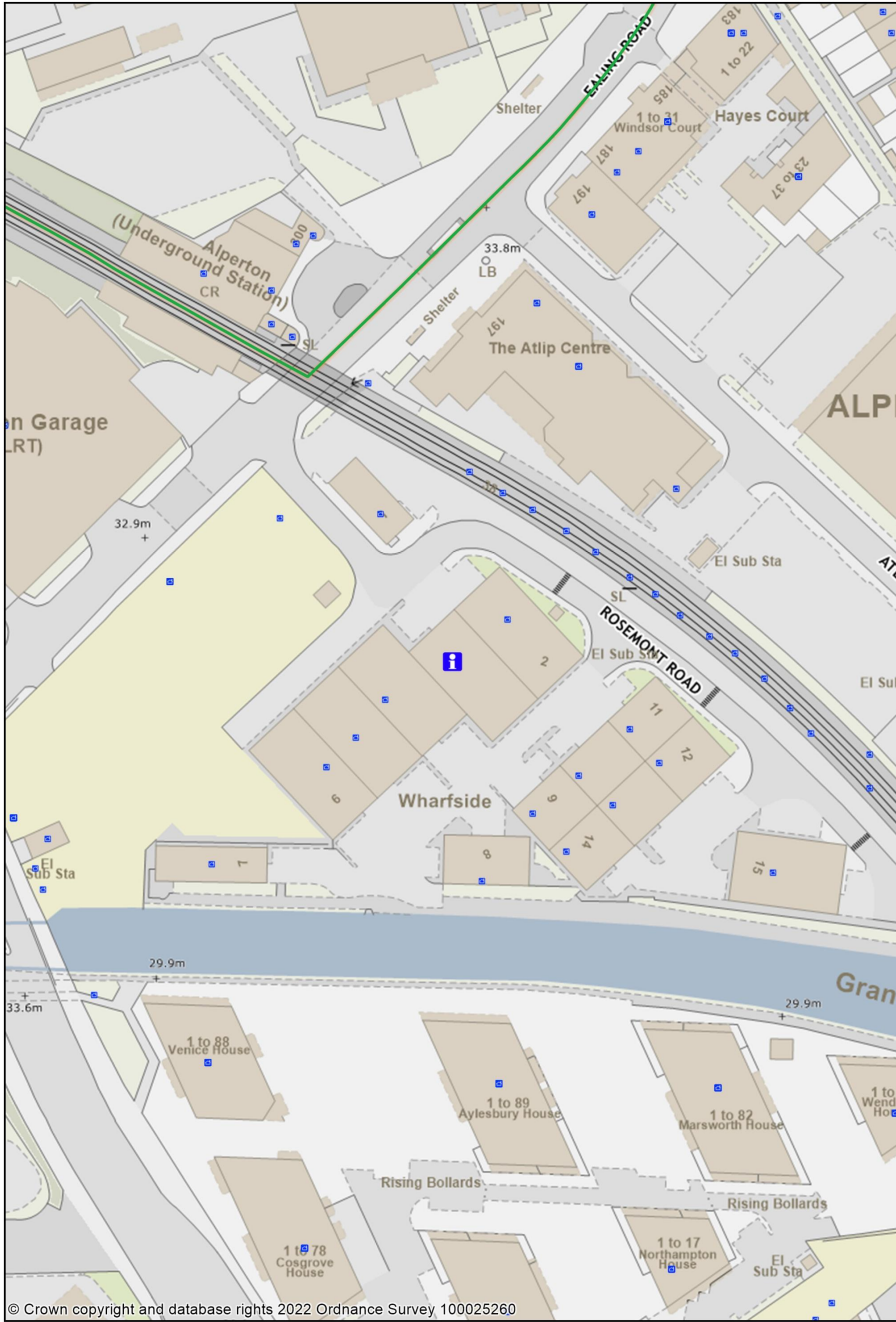 183
1 to 22
EALING ROAD
Shelter
185
1 to 31
Windsor Court
Hayes Court
187
23 to 37
197
Alperton
(Underground Station)
CR
33.8m
LB
Shelter
197
The Atlip Centre
SL
ALP
n Garage
LRT)
32.9m
El Sub Sta
AT
SL
ROSEMONT ROAD
El Sub Sta
2
El Su
11
12
Wharfside
6
9
14
8
7
15
El
Sub Sta
29.9m
33.6m
Gran
29.9m
1 to 88
Venice House
1 to 89
Aylesbury House
1 to 82
Marsworth House
1 to
Wend
Ho
Rising Bollards
Rising Bollards
1 to 78
Cosgrove
House
1 to 17
Northampton
House
El
Sub Sta
© Crown copyright and database rights 2022 Ordnance Survey 100025260